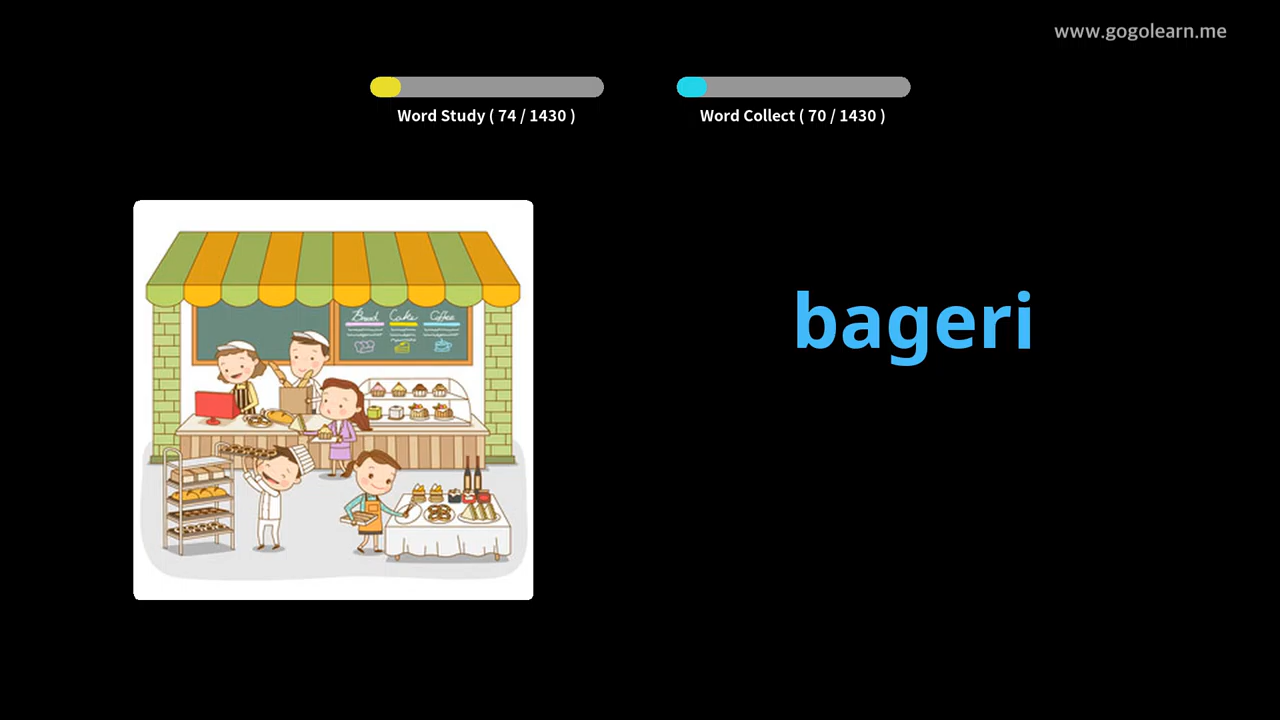 www.gogolearn.me
Word Study ( 74 / 1430 )
Word Collect ( 70 / 1430 )
Bread Cake Coffee
bageri